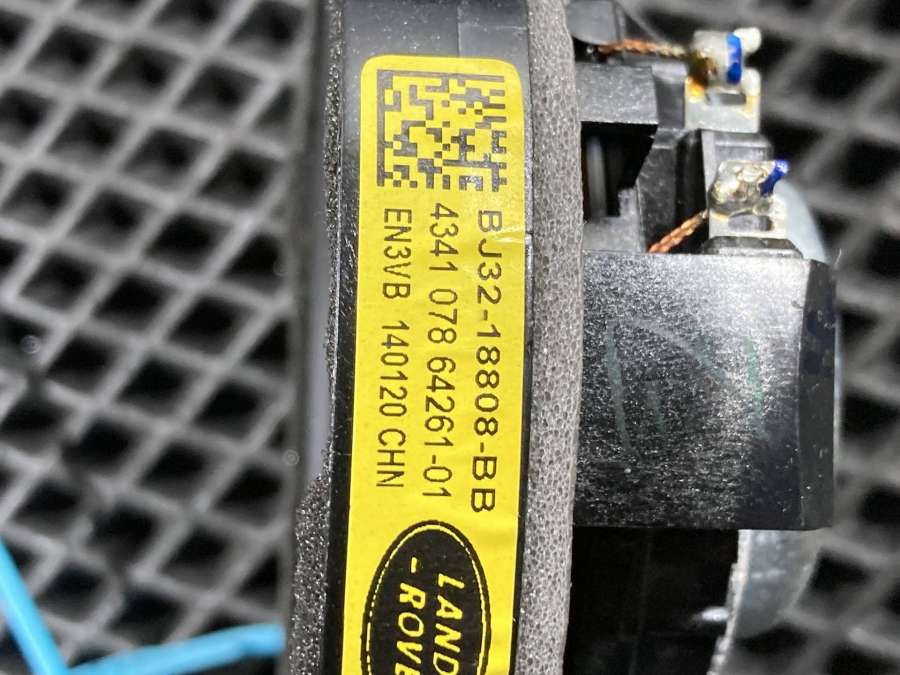 BJ32-18808-BB
4341 078 64261-01
EN3VB 140120 CHN
LAND
-ROVE